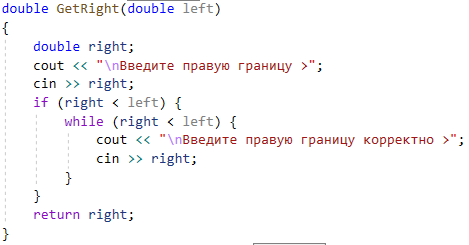 double GetRight(double left)
{
    double right;
    cout << "\nВведите правую границу >";
    cin >> right;
    if (right < left) {
        while (right < left) {
            cout << "\nВведите правую границу корректно >";
            cin >> right;
        }
    }
    return right;
}